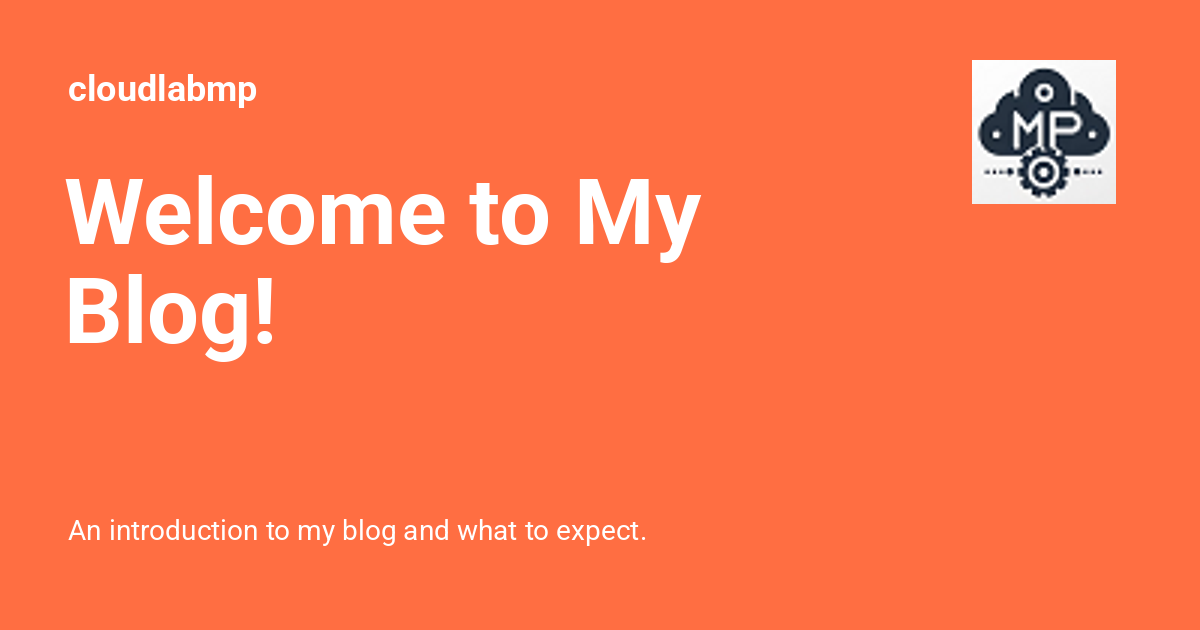 cloudlabmp
MP
Welcome to My
Blog!
An introduction to my blog and what to expect.